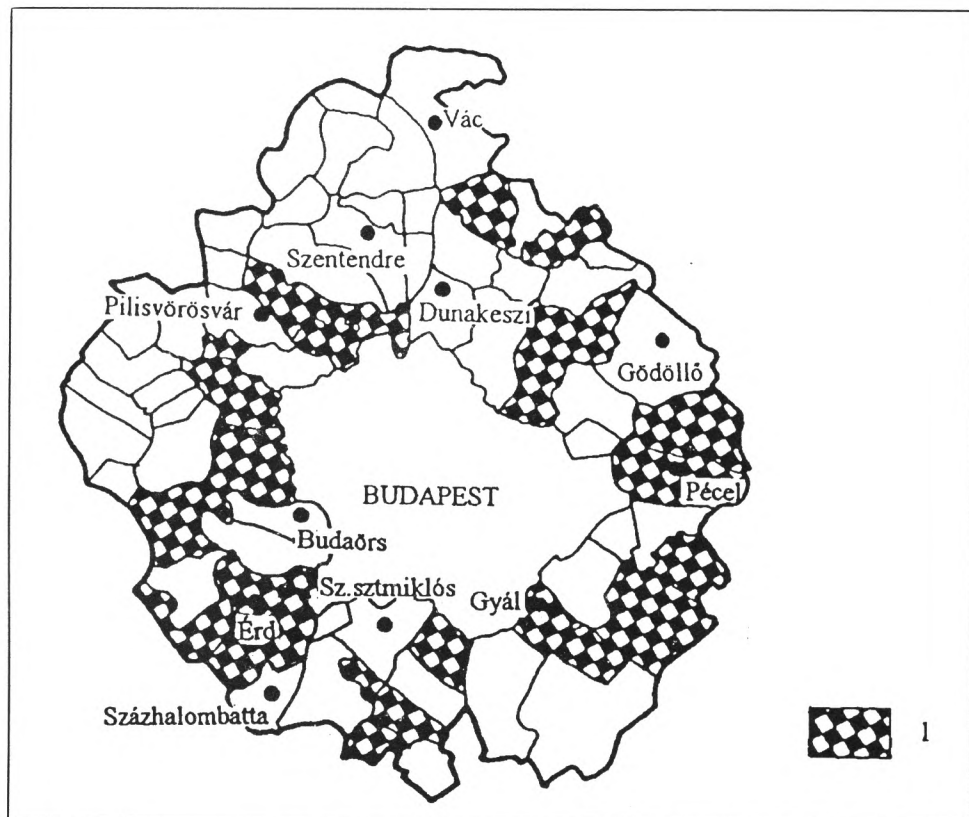 Vác
Szentendre
Pilisvörösvár
Dunakeszi
Gödöllő
BUDAPEST
Pécel
Budaörs
Sz.sztmiklós
Gyál
Érd
Százhalombatta
1